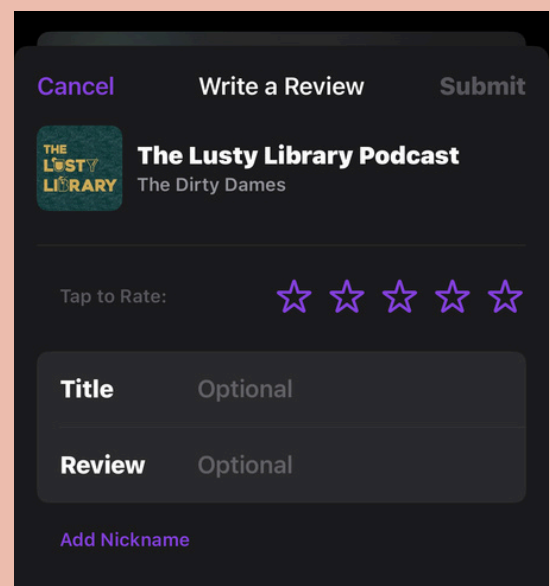 Cancel Write a Review Submit
THE
LUSTY
LIBRARY
The Lusty Library Podcast
The Dirty Dames
Tap to Rate:
Title Optional
Review Optional
Add Nickname